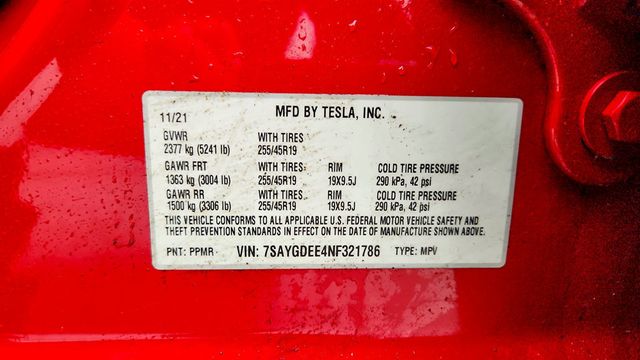 11/21 MFD BY TESLA, INC.
GVWR WITH TIRES
2377 kg (5241 lb) 255/45R19
GAWR FRT WITH TIRES RIM COLD TIRE PRESSURE
1363 kg (3004 lb) 255/45R19 19X9.5J 290 kPa, 42 psi
GAWR RR WITH TIRES RIM COLD TIRE PRESSURE
1500 kg (3306 lb) 255/45R19 19X9.5J 290 kPa, 42 psi
THIS VEHICLE CONFORMS TO ALL APPLICABLE U.S. FEDERAL MOTOR VEHICLE SAFETY AND
THEFT PREVENTION STANDARDS IN EFFECT ON THE DATE OF MANUFACTURE SHOWN ABOVE.
PNT: PPMR VIN: 7SAYGDEE4NF321786 TYPE: MPV